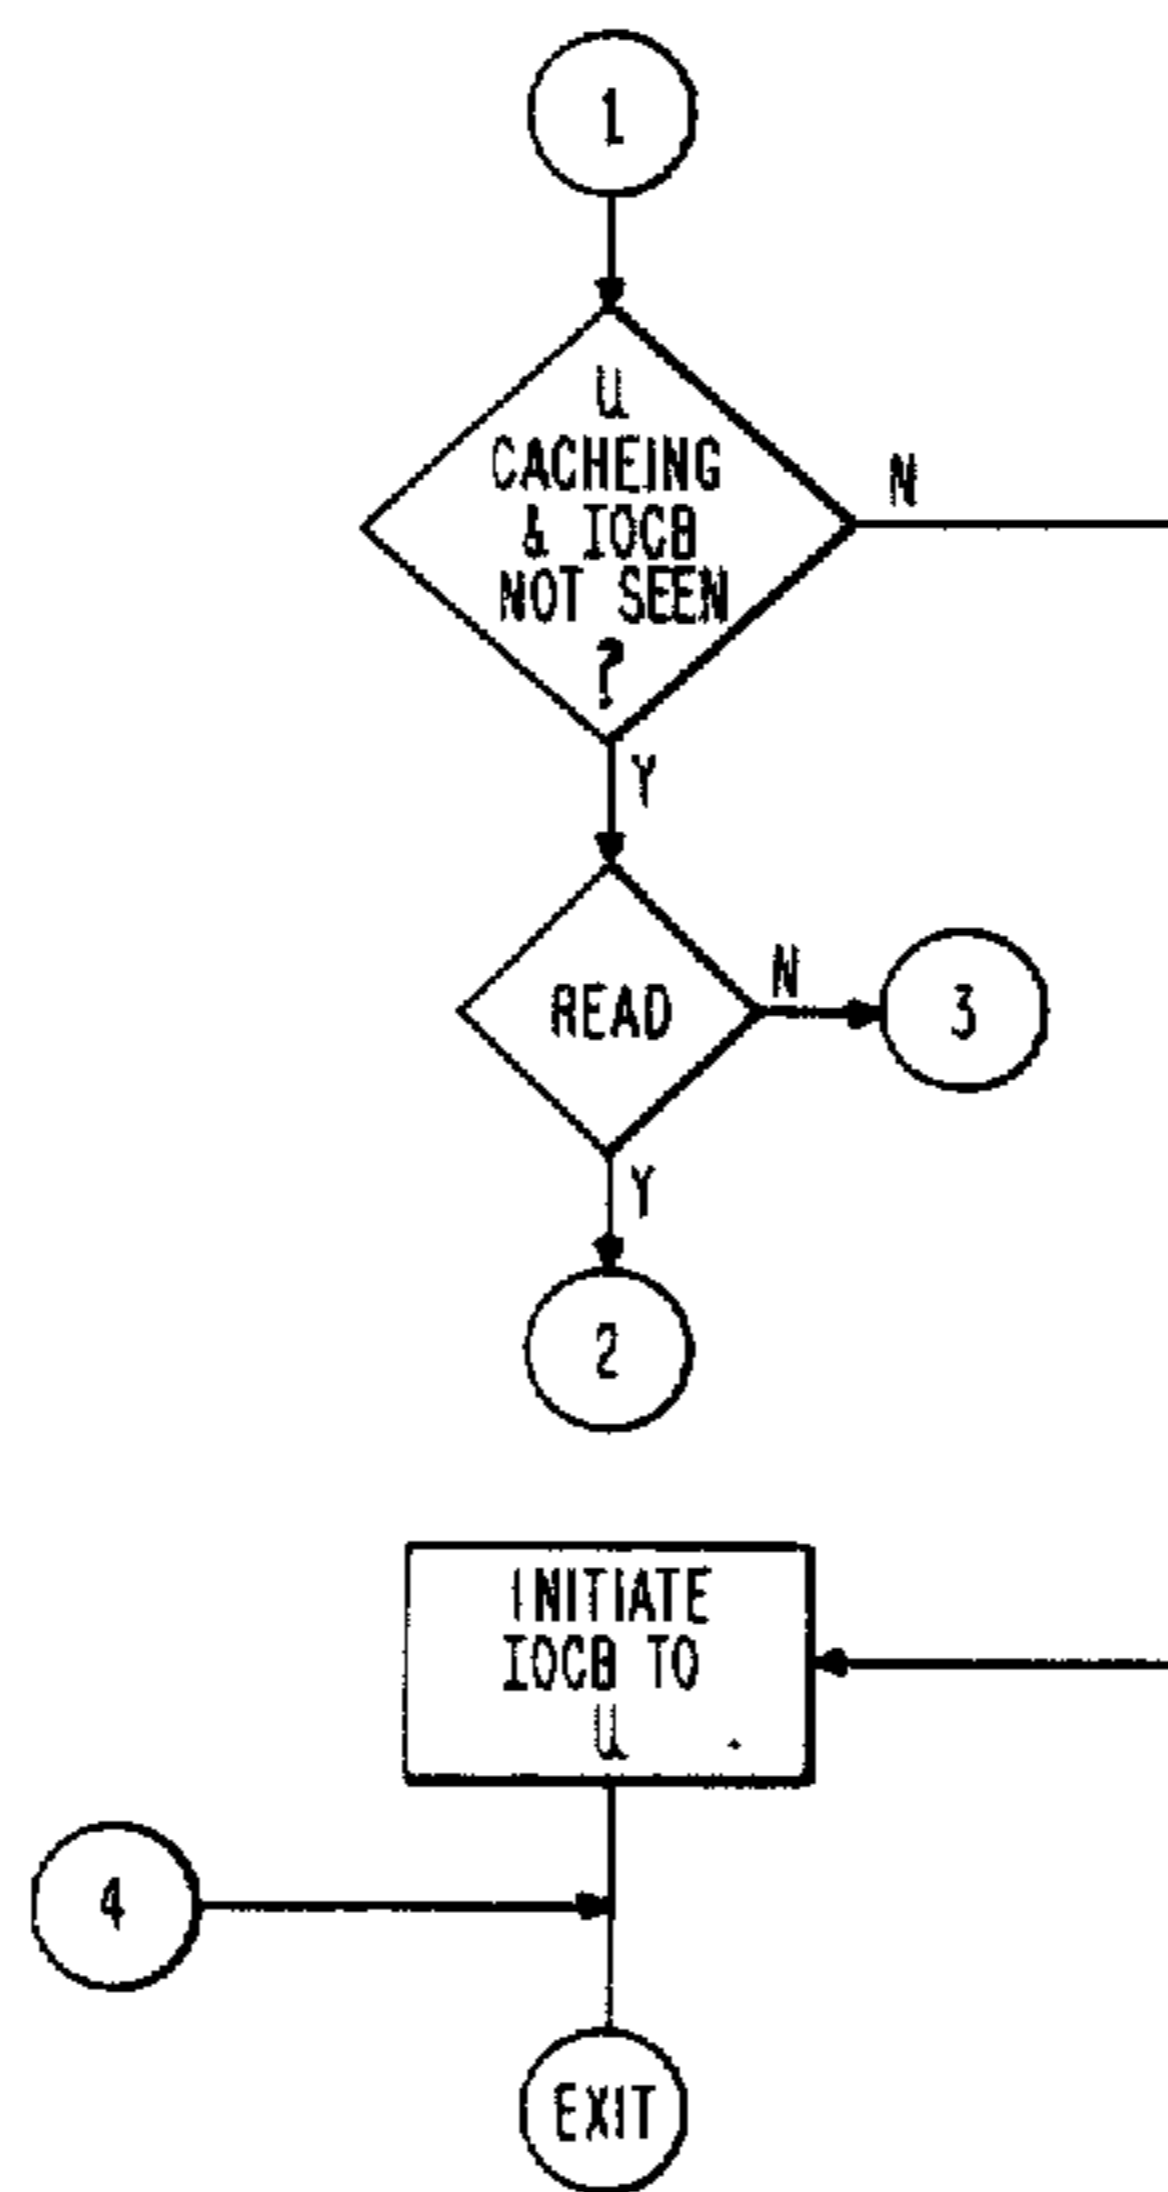 1
U
CACHEING
& IOCB
NOT SEEN
?
N
Y
READ
N
3
Y
2
INITIATE
IOCB TO
U
4
EXIT